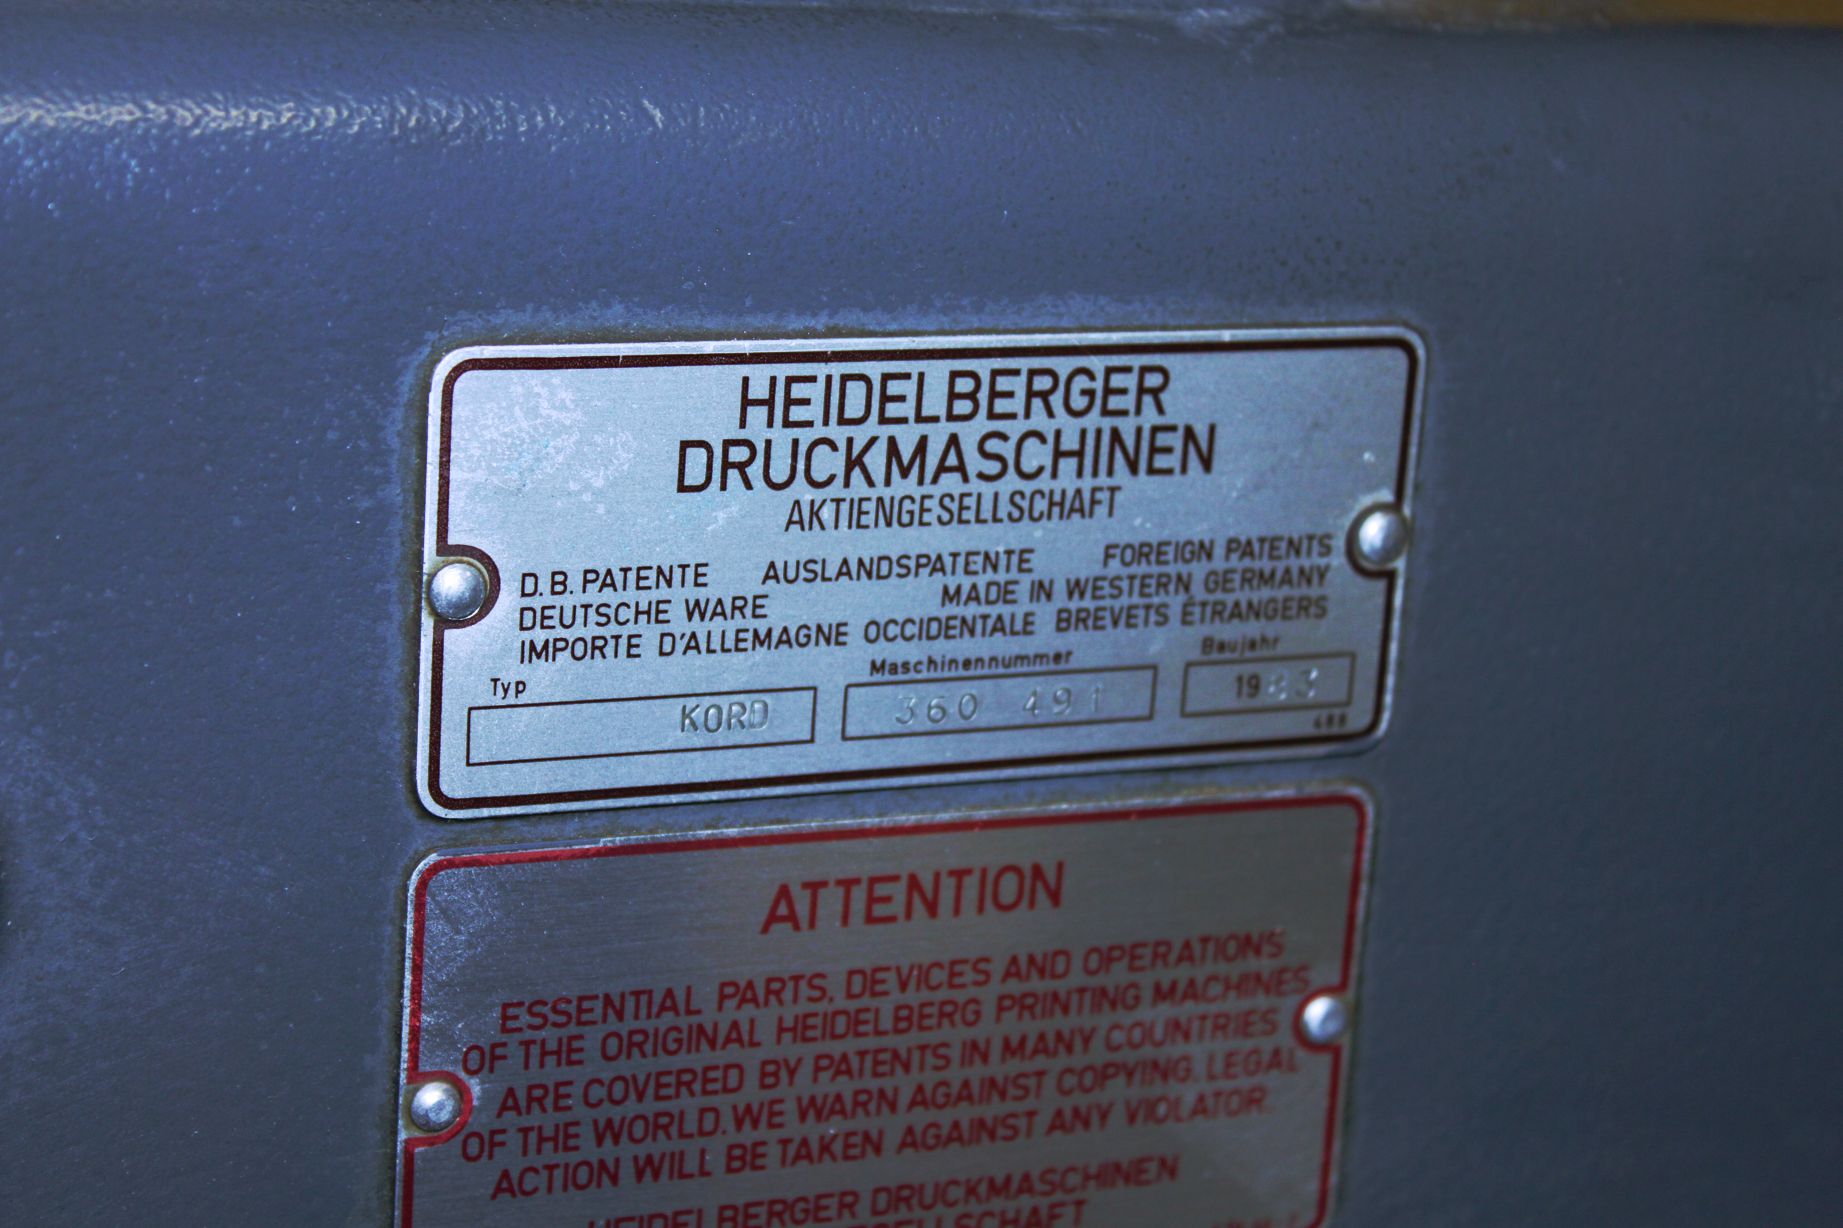 HEIDELBERGER
DRUCKMASCHINEN
AKTIENGESELLSCHAFT
D.B. PATENTE AUSLANDSPATENTE FOREIGN PATENTS
DEUTSCHE WARE MADE IN WESTERN GERMANY
IMPORTE D'ALLEMAGNE OCCIDENTALE BREVETS ÉTRANGERS
Typ Maschinennummer Baujahr
KORD 360 491 1983
488
ATTENTION
ESSENTIAL PARTS, DEVICES AND OPERATIONS
OF THE ORIGINAL HEIDELBERG PRINTING MACHINES
ARE COVERED BY PATENTS IN MANY COUNTRIES
OF THE WORLD. WE WARN AGAINST COPYING. LEGAL
ACTION WILL BE TAKEN AGAINST ANY VIOLATOR.
HEIDELBERGER DRUCKMASCHINEN